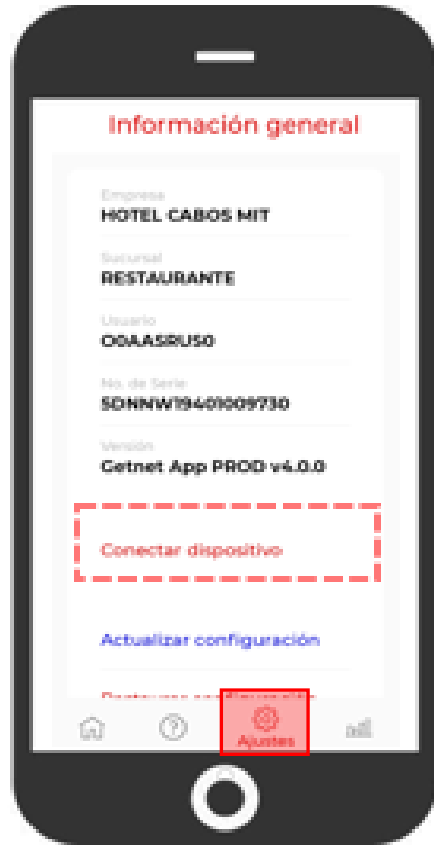 Información general
Empresa
HOTEL CABOS MIT
Sucursal
RESTAURANTE
Usuario
O0AASRUS0
No. de Serie
SDNNW19401009730
Versión
Getnet App PROD v4.0.0
Conectar dispositivo
Actualizar configuración
Ajustes